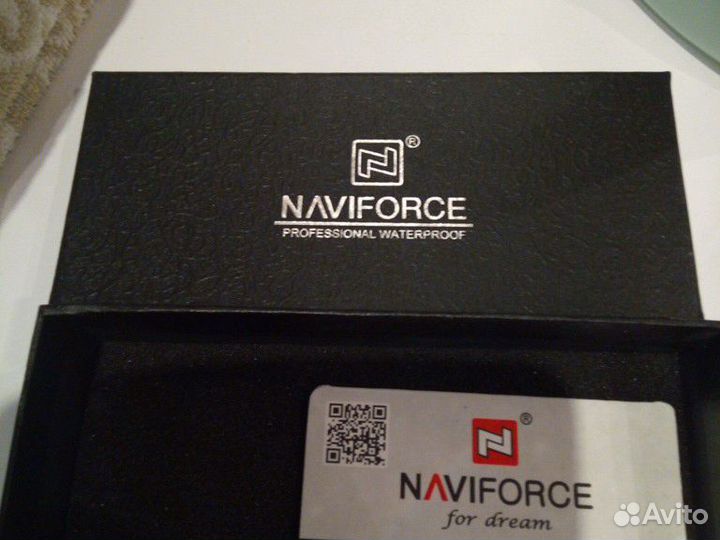 N®
NAVIFORCE
PROFESSIONAL WATERPROOF
N®
NAVIFORCE
for dream
Avito